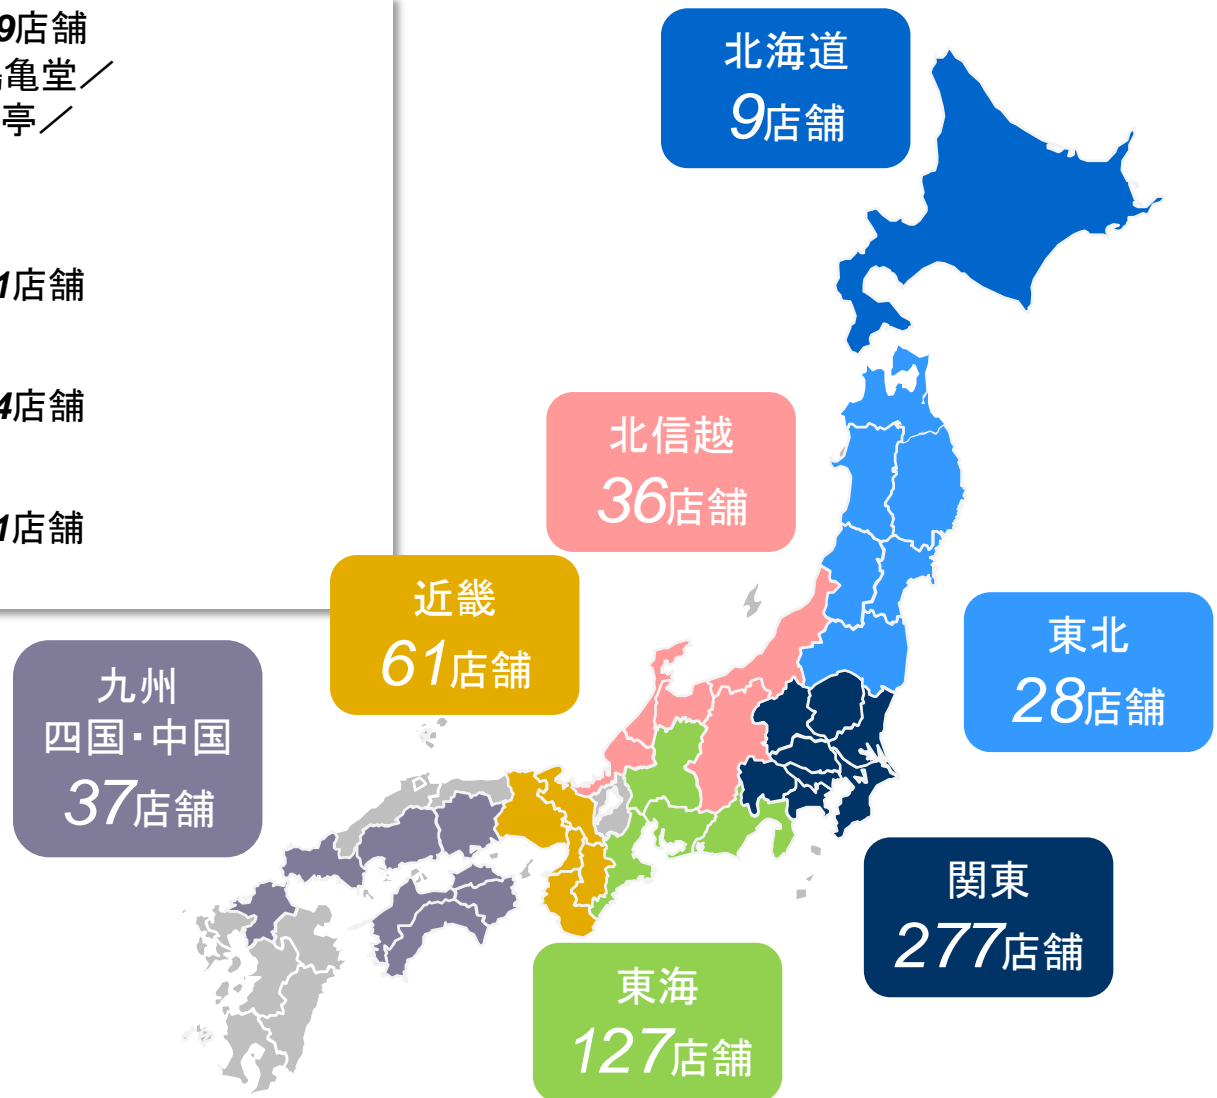 9店舗
亀堂／
亭／
1店舗
4店舗
1店舗
北海道
9店舗
北信越
36店舗
近畿
61店舗
東北
28店舗
九州
四国・中国
37店舗
関東
277店舗
東海
127店舗